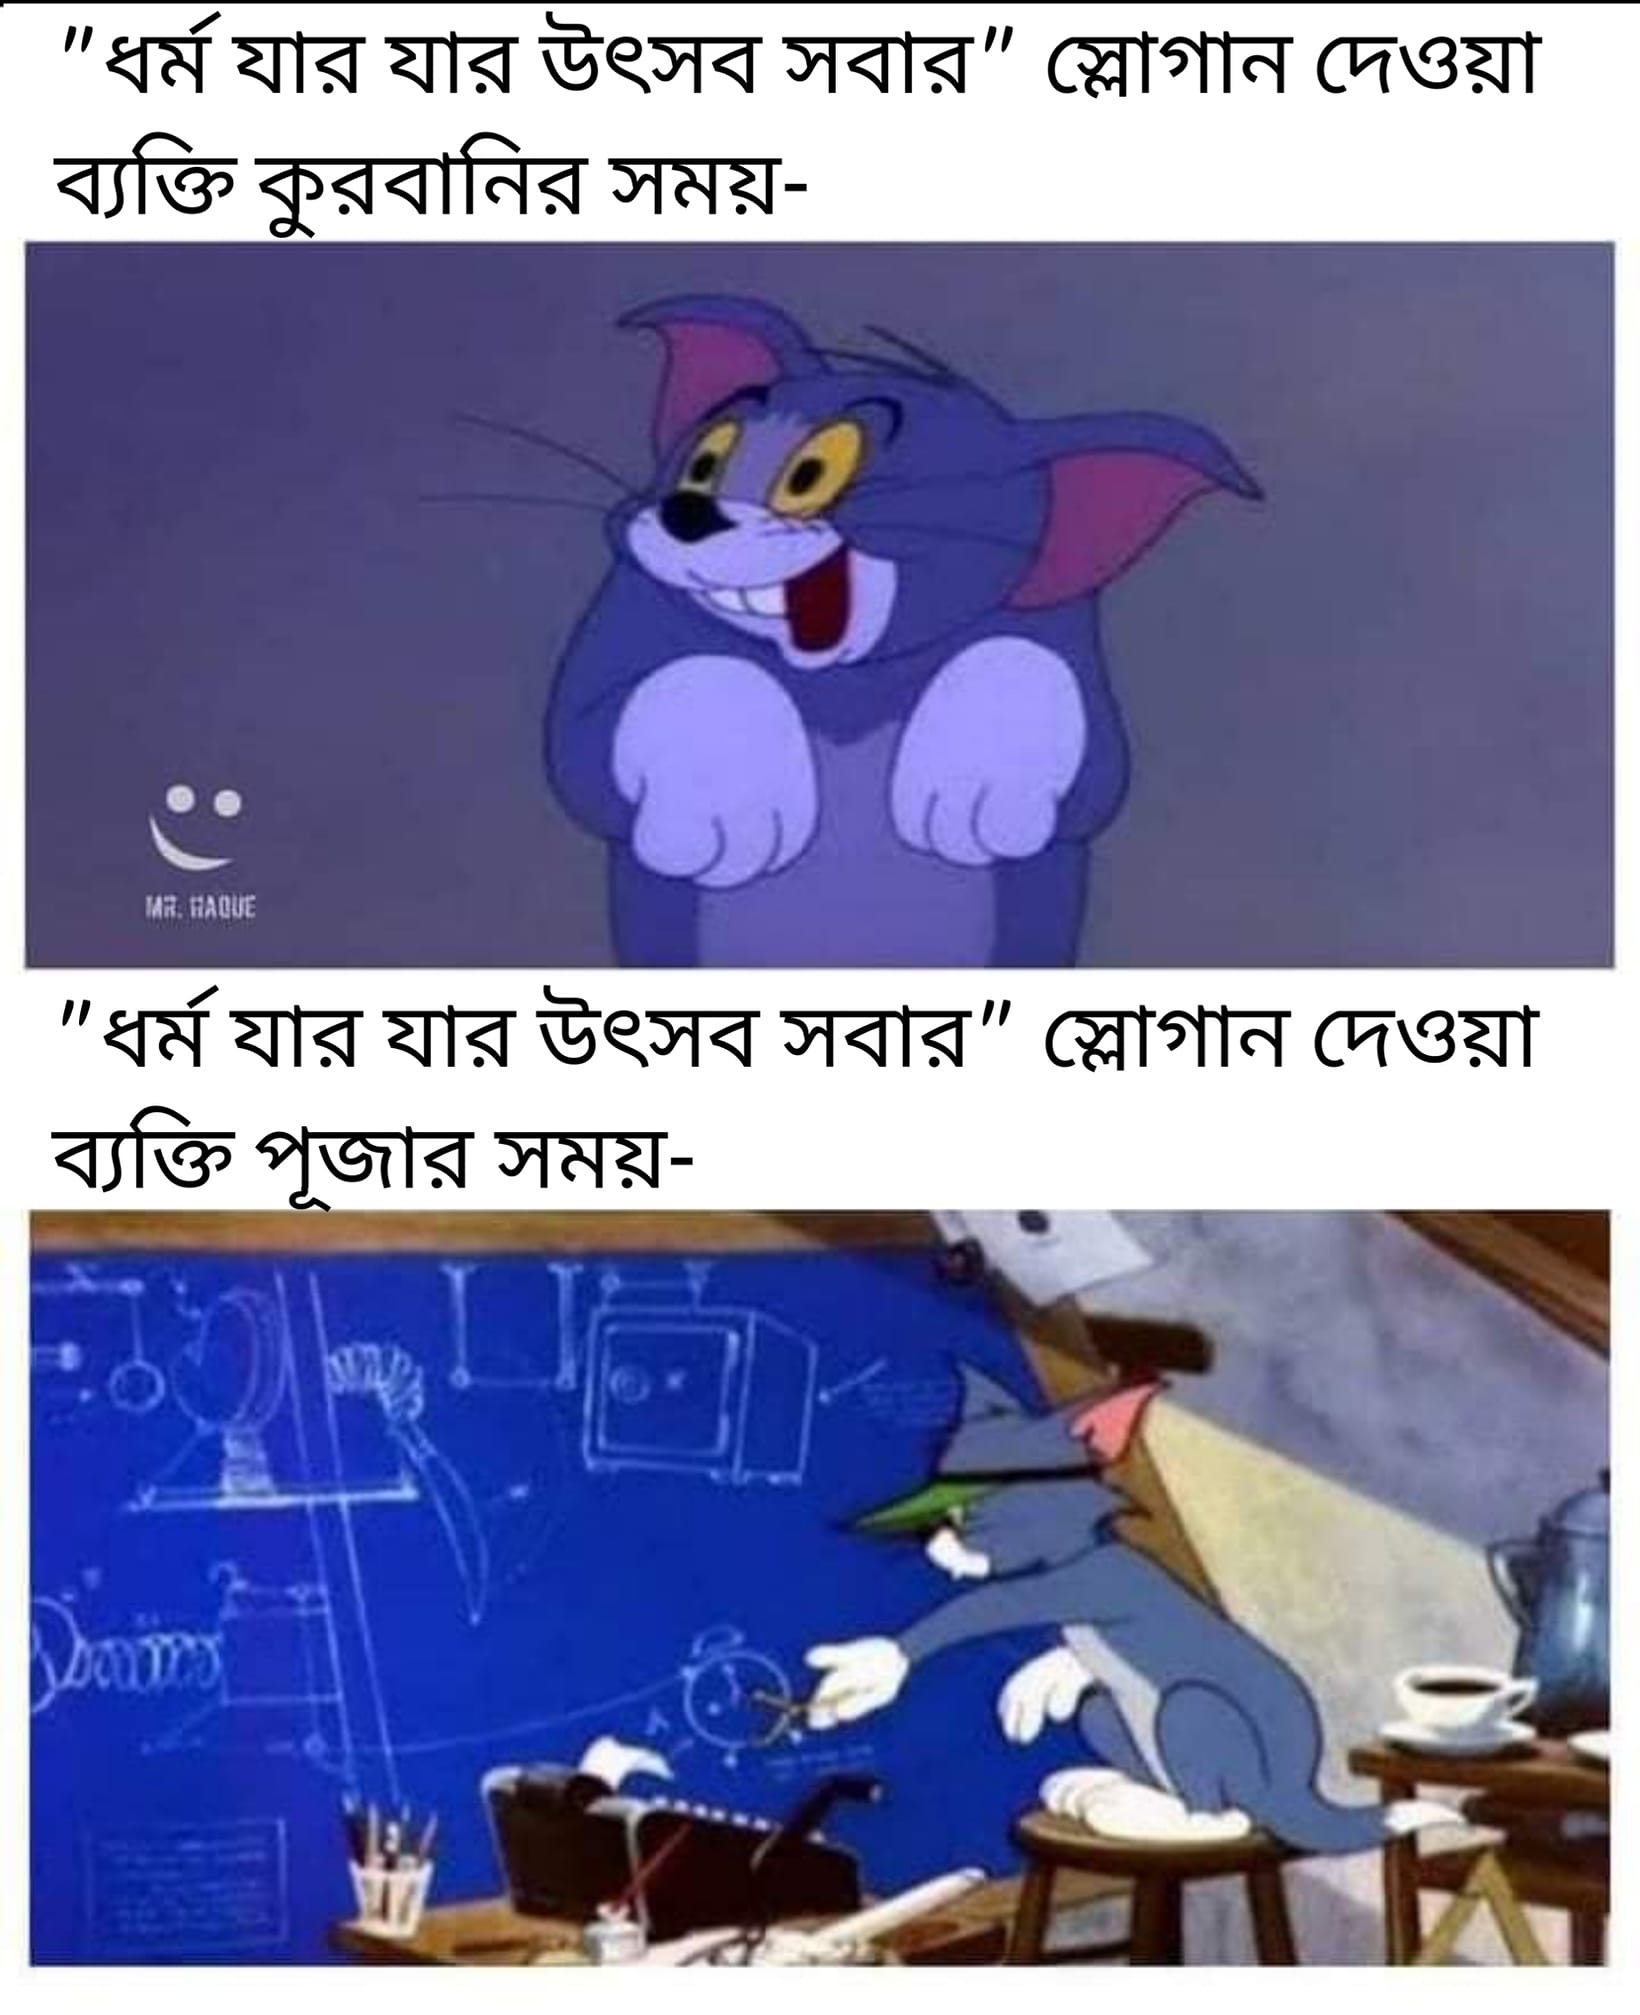 "ধর্ম যার যার উৎসব সবার" স্লোগান দেওয়া
ব্যক্তি কুরবানির সময়-
MR. HAQUE
"ধর্ম যার যার উৎসব সবার" স্লোগান দেওয়া
ব্যক্তি পূজার সময়-